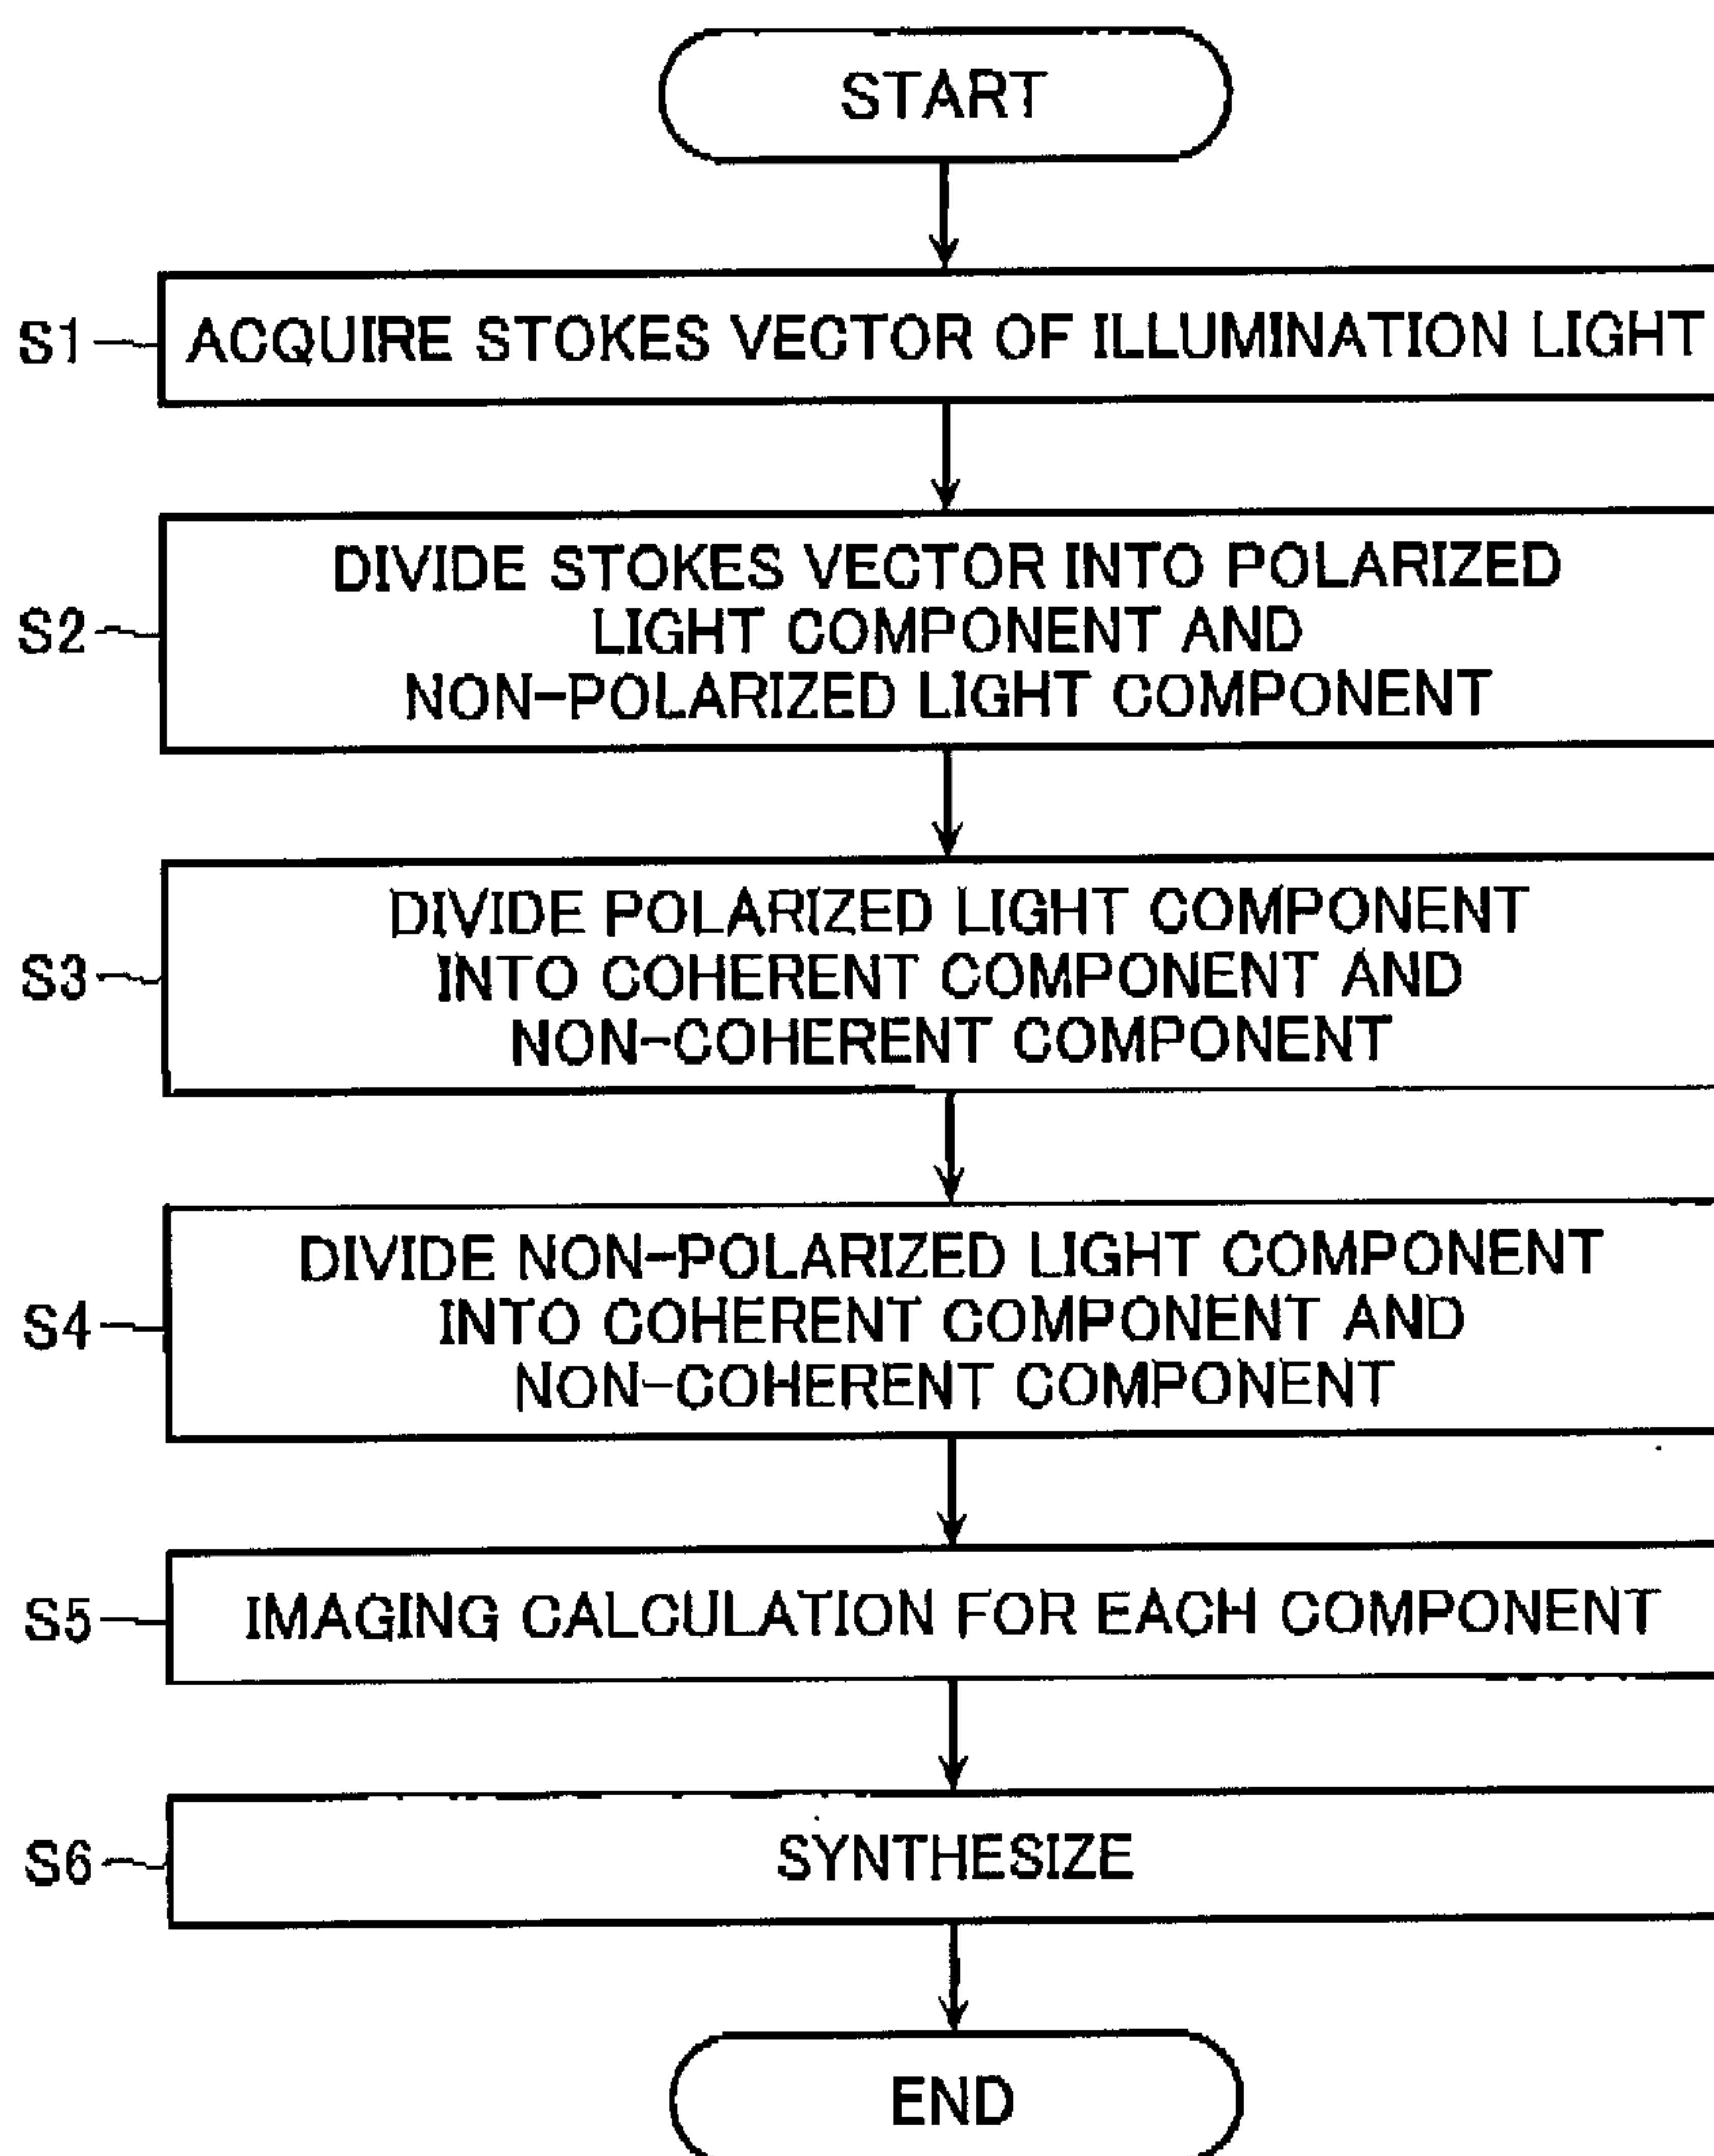 START
S1
ACQUIRE STOKES VECTOR OF ILLUMINATION LIGHT
S2
DIVIDE STOKES VECTOR INTO POLARIZED
LIGHT COMPONENT AND
NON-POLARIZED LIGHT COMPONENT
S3
DIVIDE POLARIZED LIGHT COMPONENT
INTO COHERENT COMPONENT AND
NON-COHERENT COMPONENT
S4
DIVIDE NON-POLARIZED LIGHT COMPONENT
INTO COHERENT COMPONENT AND
NON-COHERENT COMPONENT
S5
IMAGING CALCULATION FOR EACH COMPONENT
S6
SYNTHESIZE
END